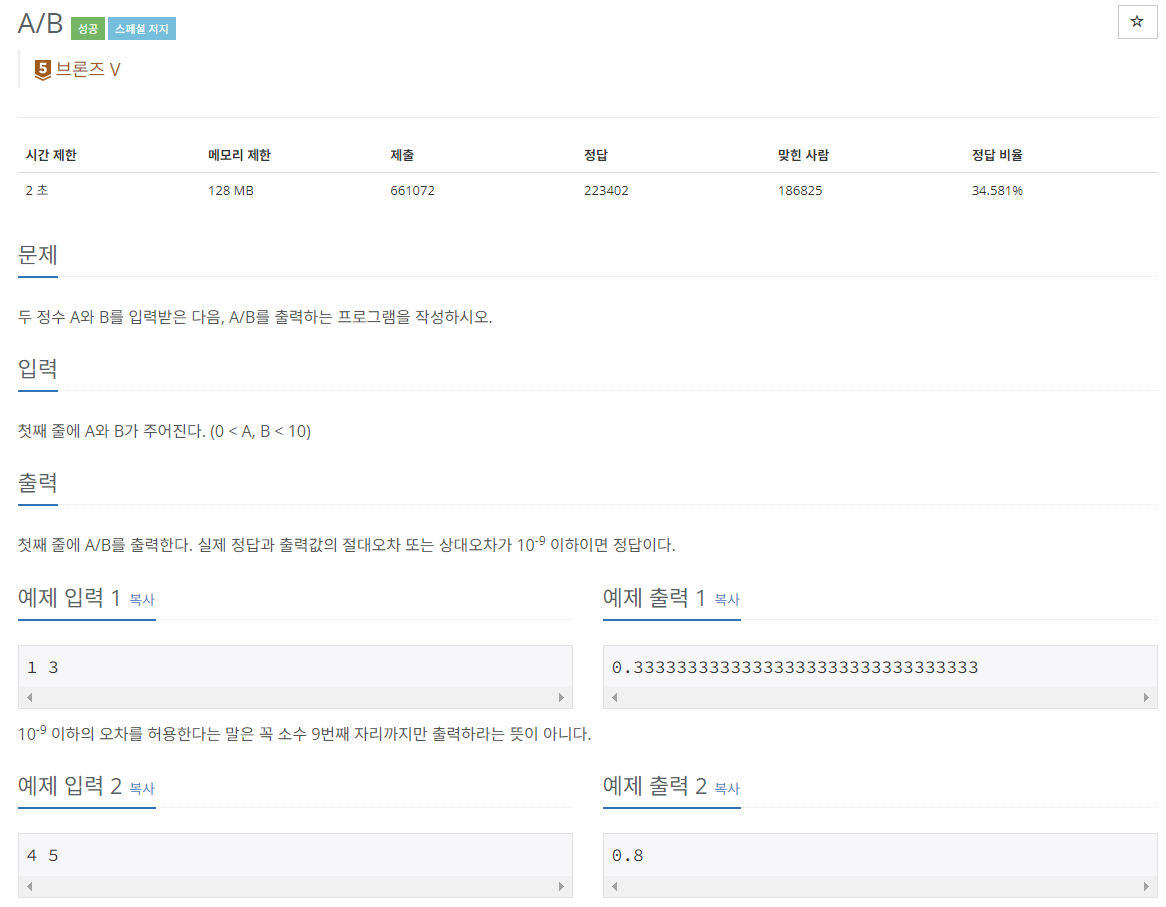 A/B 성공 스페셜 저지
☆
5 브론즈 V
시간 제한 메모리 제한 제출 정답 맞힌 사람 정답 비율
2 초 128 MB 661072 223402 186825 34.581%
문제
두 정수 A와 B를 입력받은 다음, A/B를 출력하는 프로그램을 작성하시오.
입력
첫째 줄에 A와 B가 주어진다. (0 < A, B < 10)
출력
첫째 줄에 A/B를 출력한다. 실제 정답과 출력값의 절대오차 또는 상대오차가 10-9 이하이면 정답이다.
예제 입력 1 복사 예제 출력 1 복사
1 3 0.33333333333333333333333333333333
10-9 이하의 오차를 허용한다는 말은 꼭 소수 9번째 자리까지만 출력하라는 뜻이 아니다.
예제 입력 2 복사 예제 출력 2 복사
4 5 0.8